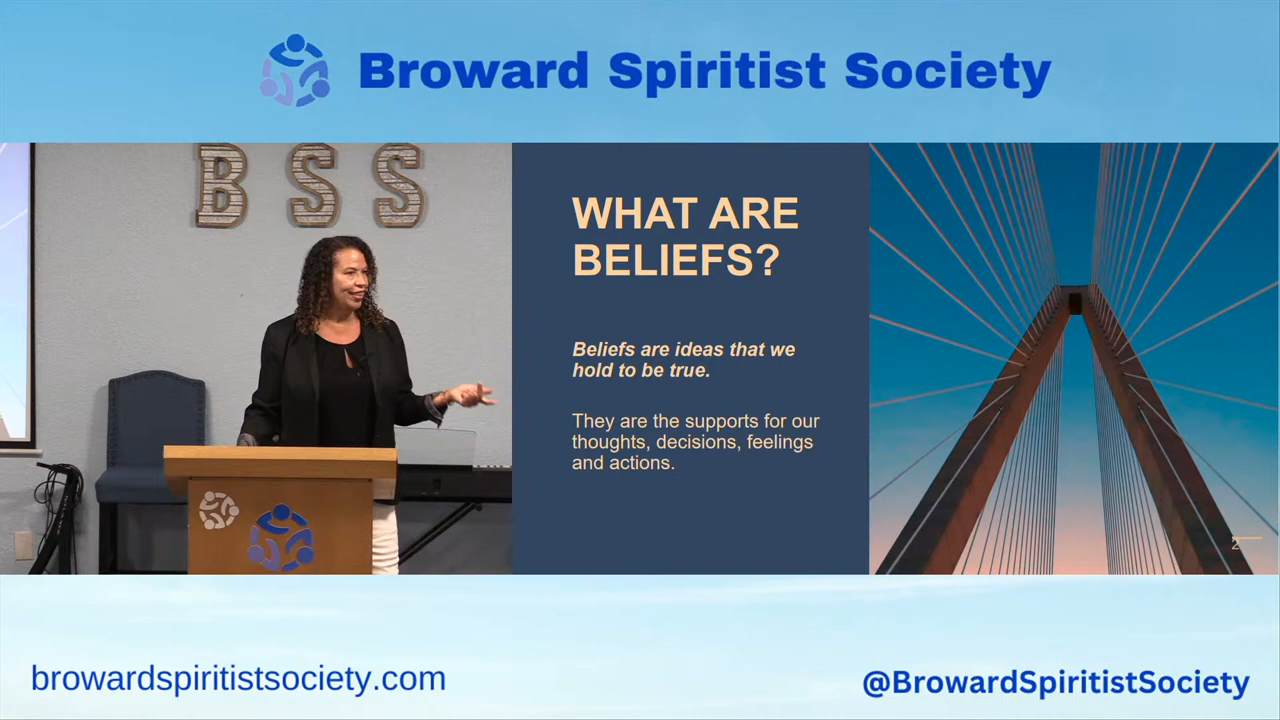 Broward Spiritist Society
B S S
WHAT ARE
BELIEFS?
Beliefs are ideas that we
hold to be true.
They are the supports for our
thoughts, decisions, feelings
and actions.
2
browardspiritistsociety.com
@BrowardSpiritistSociety